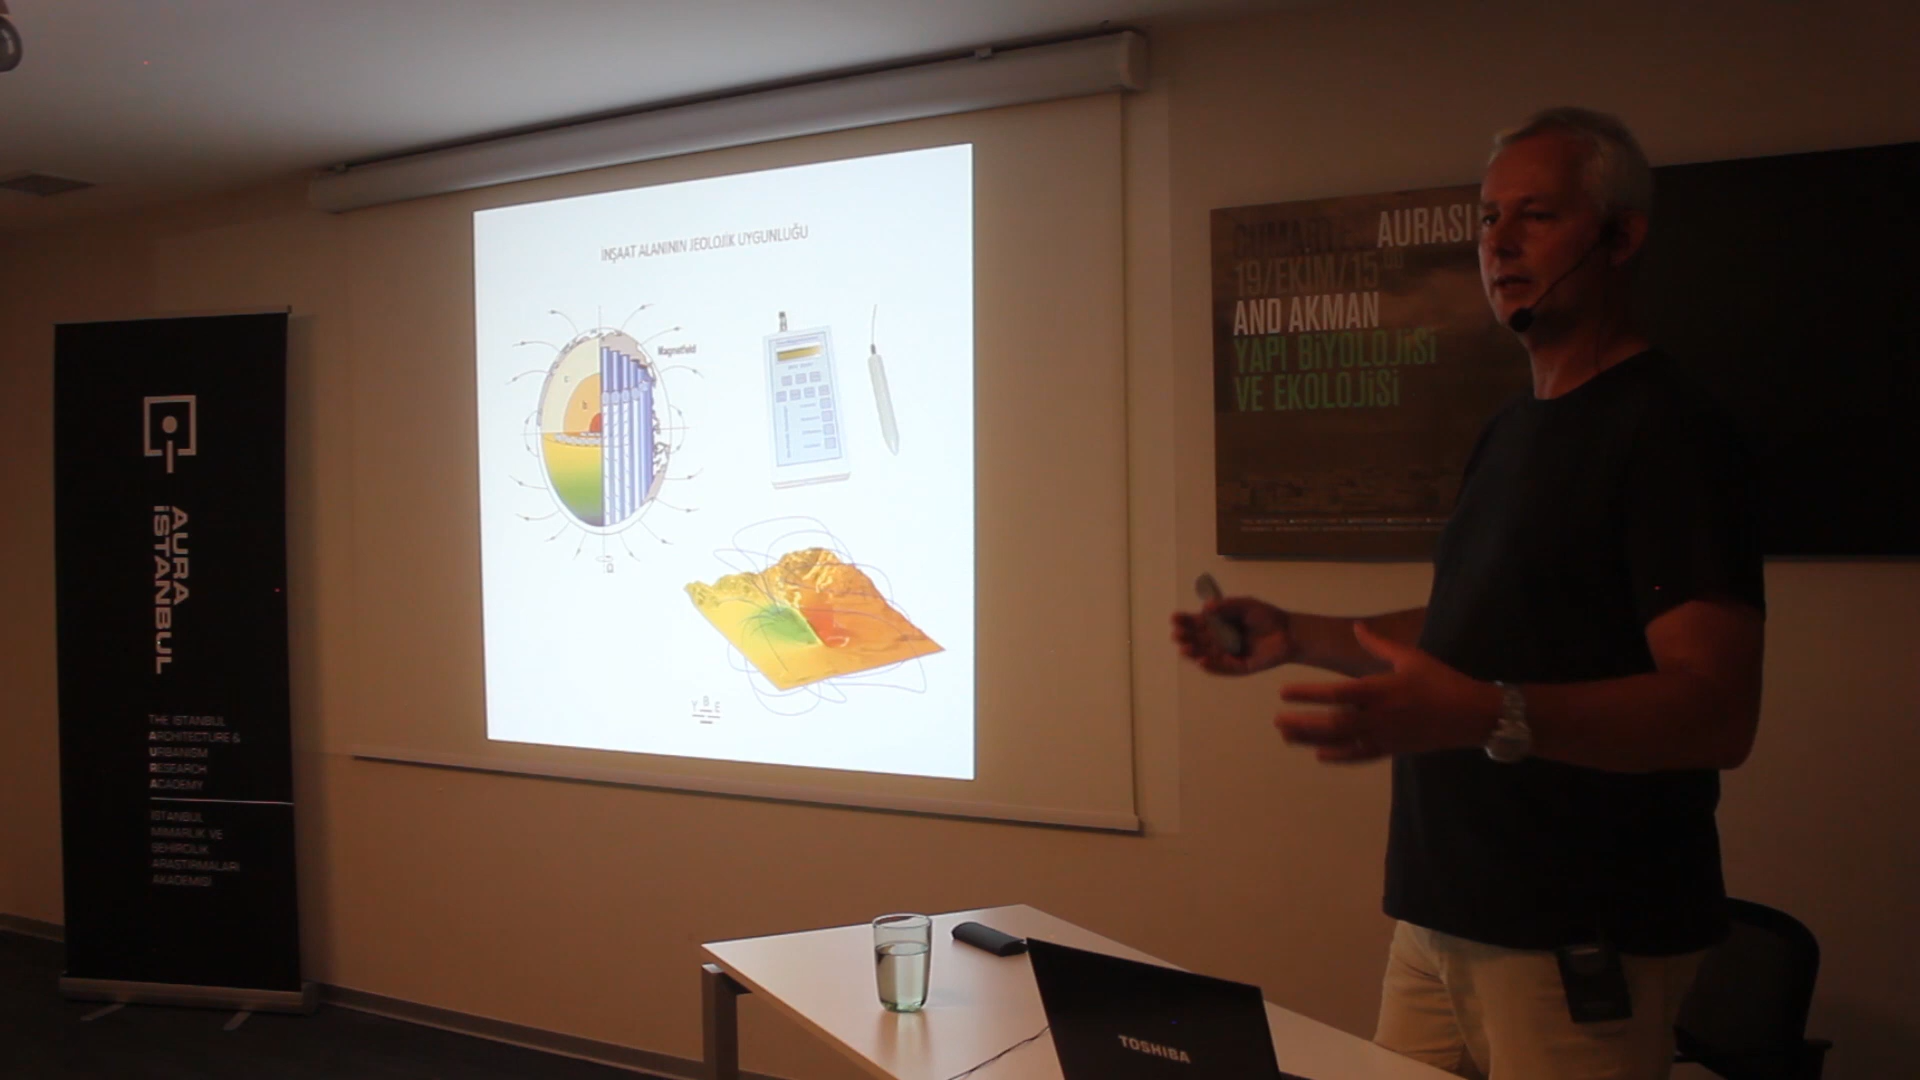 AURA
İSTANBUL
THE İSTANBUL
ARCHITECTURE &
URBANISM
RESEARCH
ACADEMY
İSTANBUL
MİMARLIK VE
ŞEHİRCİLİK
ARAŞTIRMALARI
AKADEMİSİ
İNŞAAT ALANININ JEOLOJİK UYGUNLUĞU
Magnetfeld
c
b
Y B E
AURASI
19/EKİM/15
AND AKMAN
YAPI BİYOLOJİSİ
VE EKOLOJİSİ
TOSHIBA